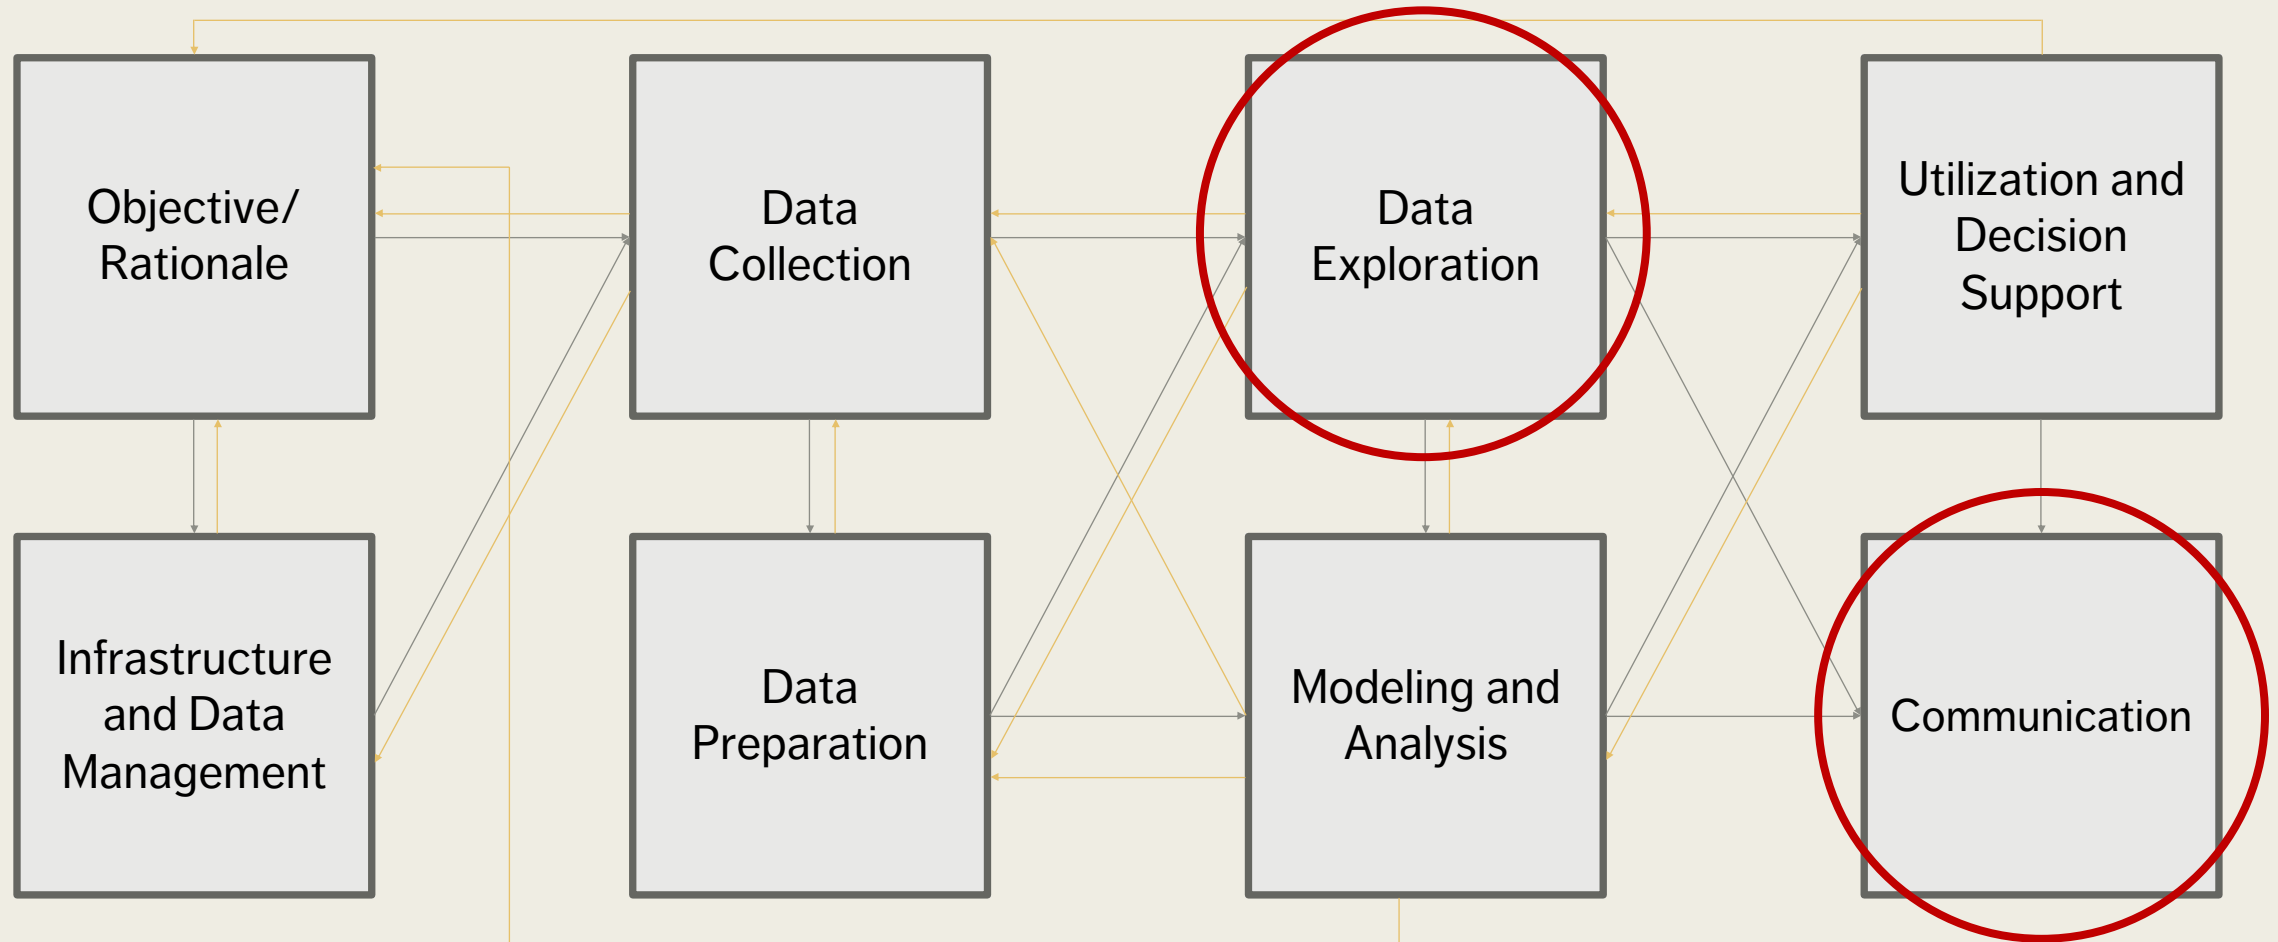 Objective/
Rationale
Data
Collection
Data
Exploration
Utilization and
Decision
Support
Infrastructure
and Data
Management
Data
Preparation
Modeling and
Analysis
Communication